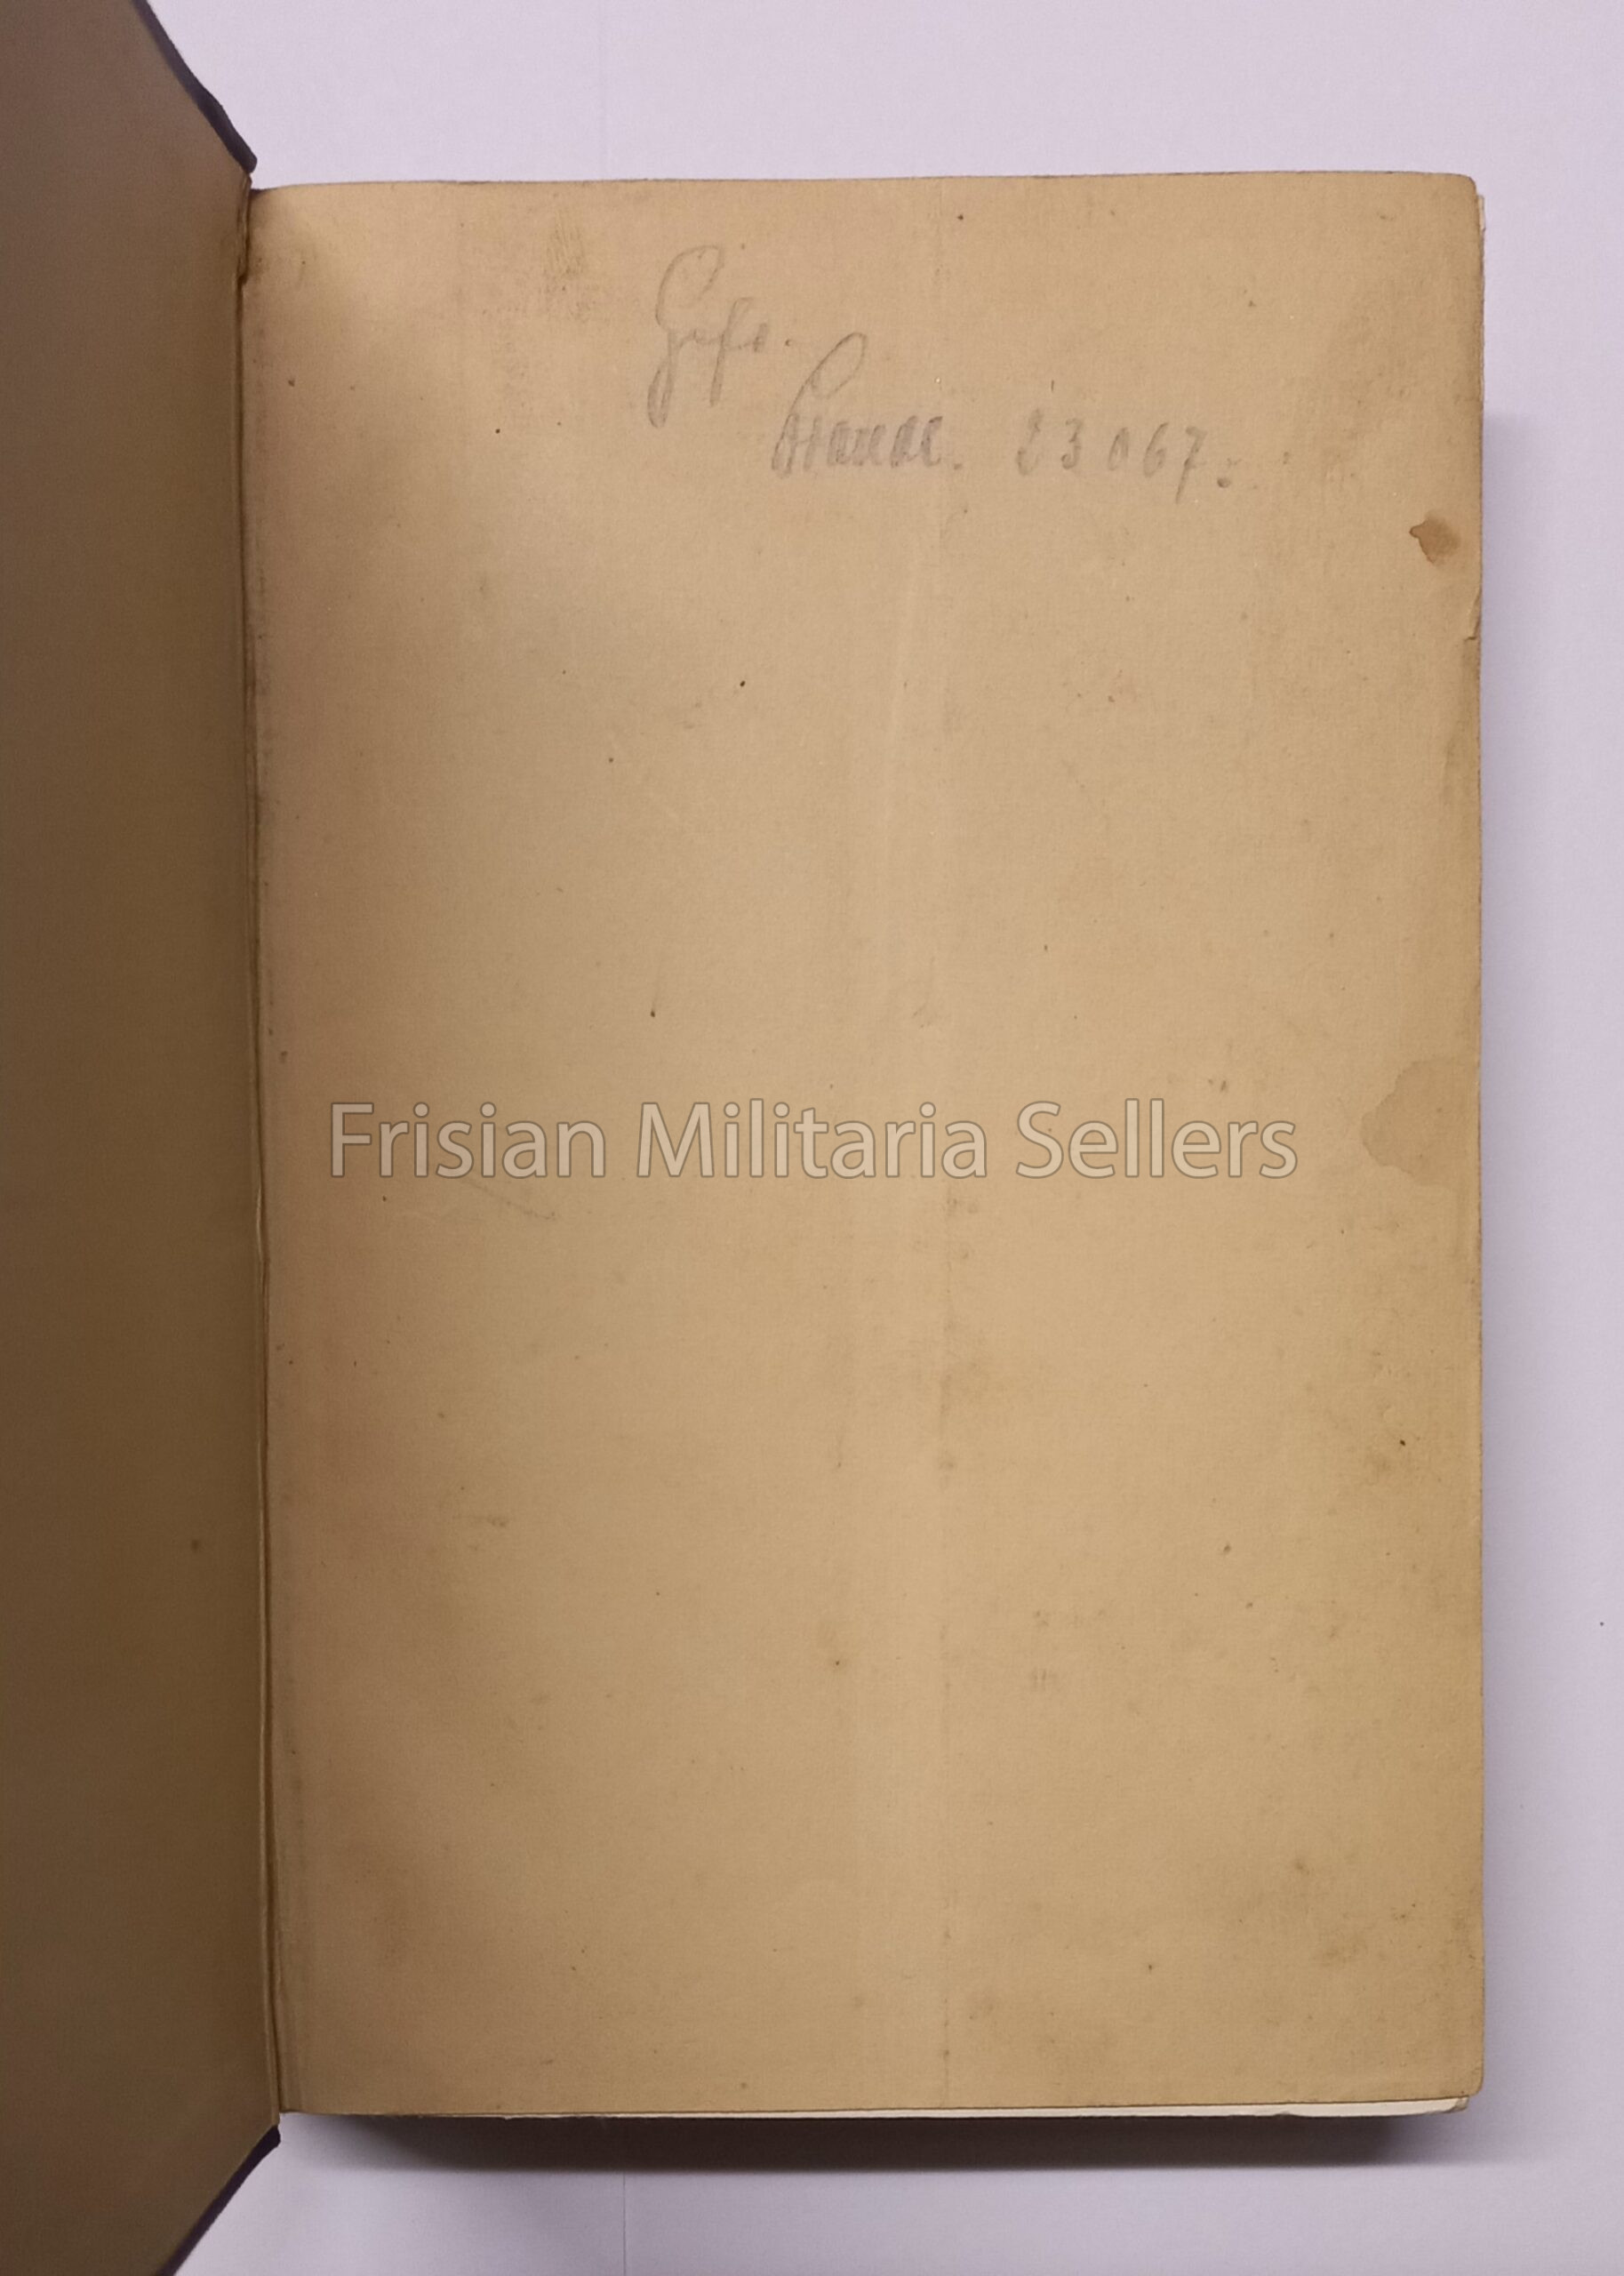 Gefr.
23067.
Frisian Militaria Sellers